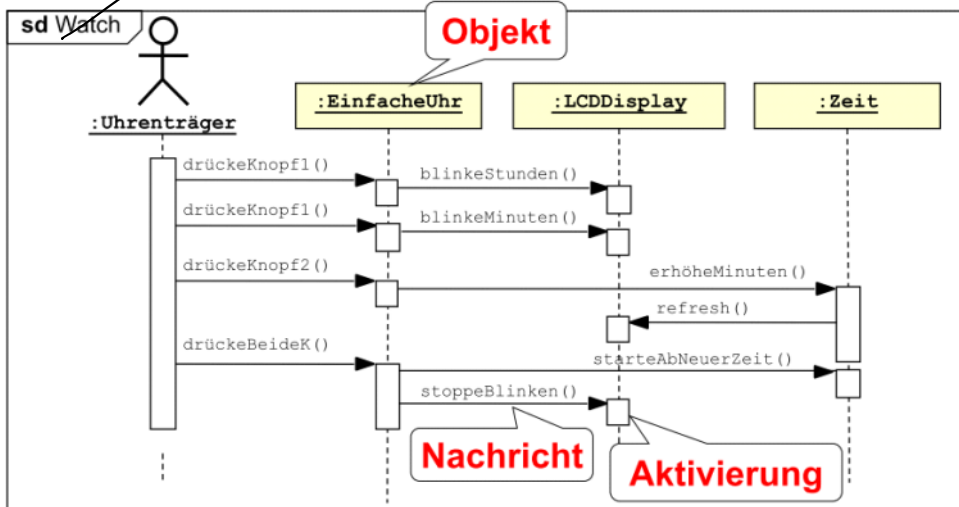 sd Watch
Objekt
:EinfacheUhr
:LCDDisplay
:Zeit
:Uhrenträger
drückeKnopf1()
blinkeStunden()
drückeKnopf1()
blinkeMinuten()
drückeKnopf2()
erhöheMinuten()
refresh()
drückeBeideK()
starteAbNeuerZeit()
stoppeBlinken()
Nachricht
Aktivierung